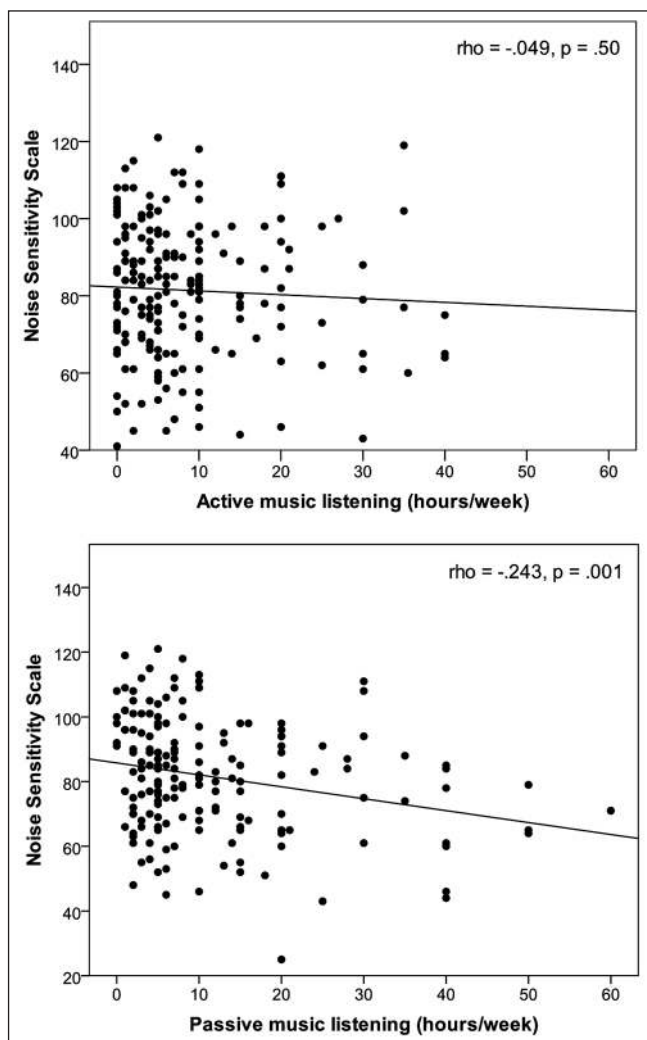 rho = -.049, p = .50
140
120
100
80
60
40
Noise Sensitivity Scale
0 10 20 30 40 50 60
Active music listening (hours/week)
rho = -.243, p = .001
140
120
100
80
60
40
20
Noise Sensitivity Scale
0 10 20 30 40 50 60
Passive music listening (hours/week)